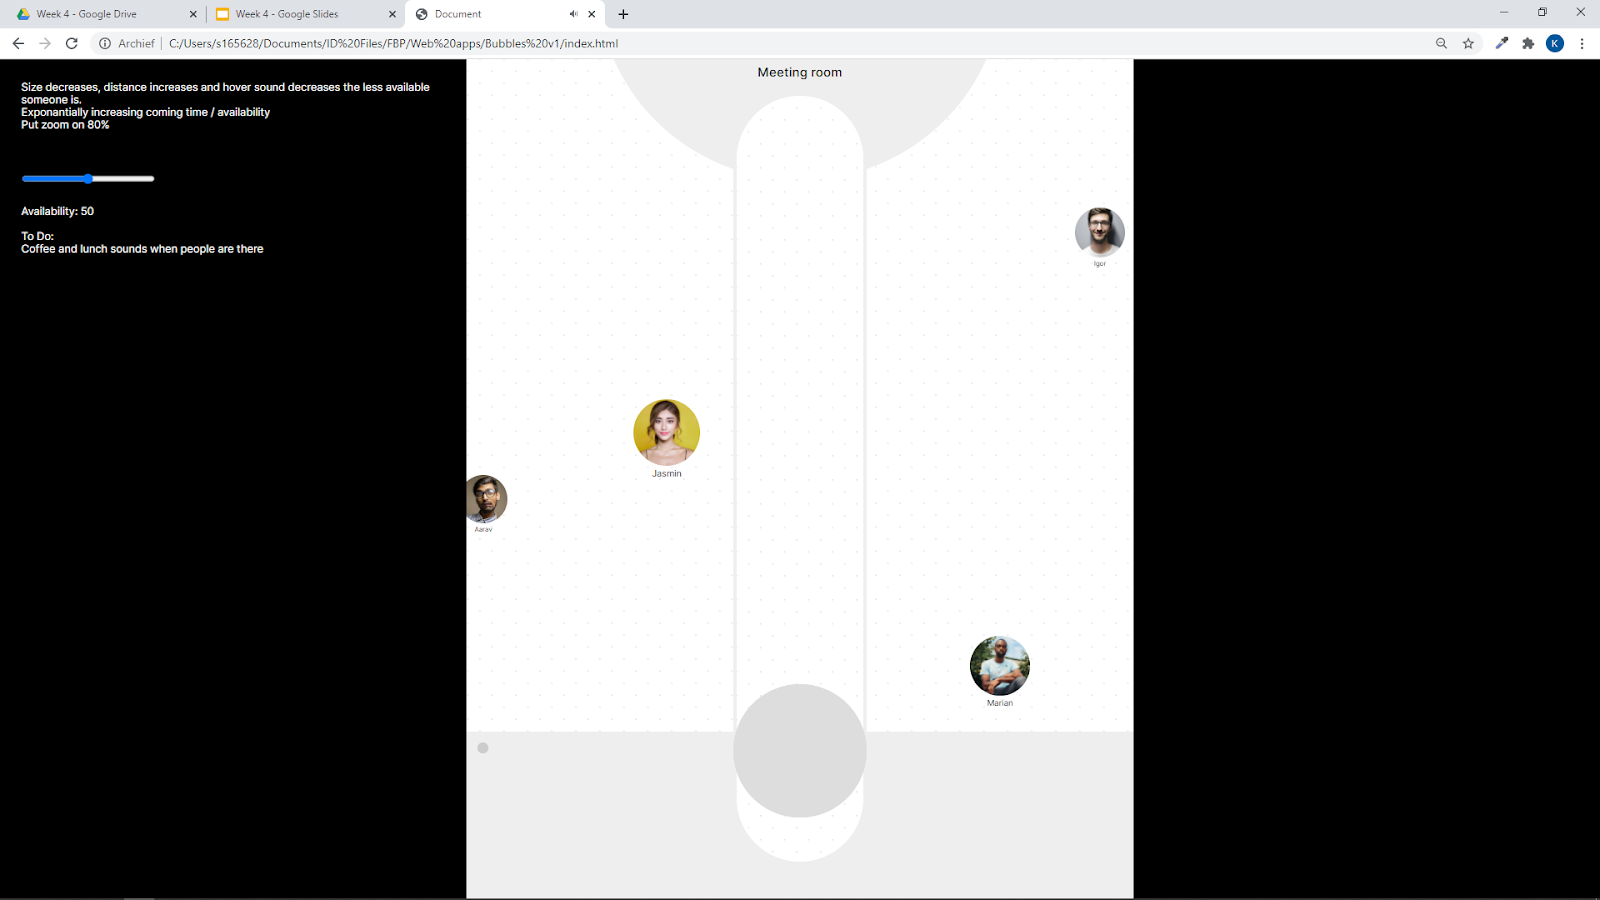 Week 4 - Google Drive
Week 4 - Google Slides
Document
Archief
C:/Users/s165628/Documents/ID%20Files/FBP/Web%20apps/Bubbles%20v1/index.html
K
Size decreases, distance increases and hover sound decreases the less available
someone is.
Exponantially increasing coming time / availability
Put zoom on 80%
Availability: 50
To Do:
Coffee and lunch sounds when people are there
Meeting room
Igor
Jasmin
Aarav
Marian